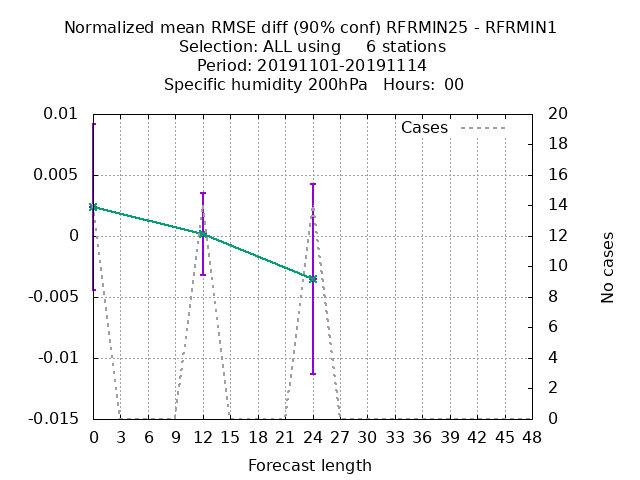 Normalized mean RMSE diff (90% conf) RFRMIN25 - RFRMIN1
Selection: ALL using     6 stations
Period: 20191101-20191114
Specific humidity 200hPa   Hours:  00
Cases
0.01
0.005
0
-0.005
-0.01
-0.015
20
18
16
14
12
10
8
6
4
2
0
No cases
0 3 6 9 12 15 18 21 24 27 30 33 36 39 42 45 48
Forecast length